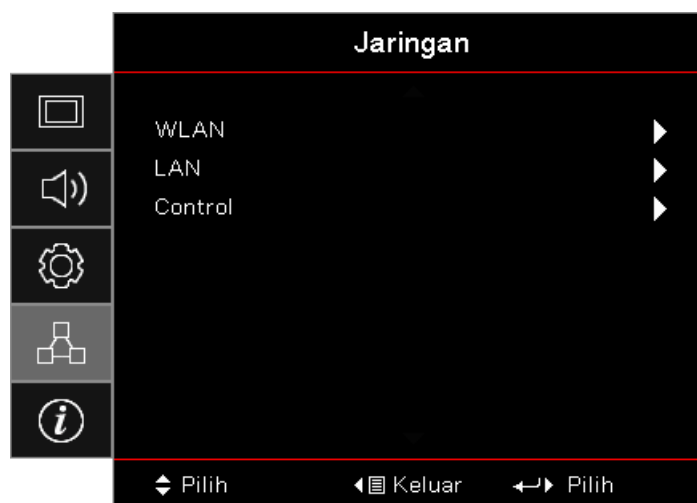 Jaringan
WLAN
LAN
Control
Pilih Keluar Pilih